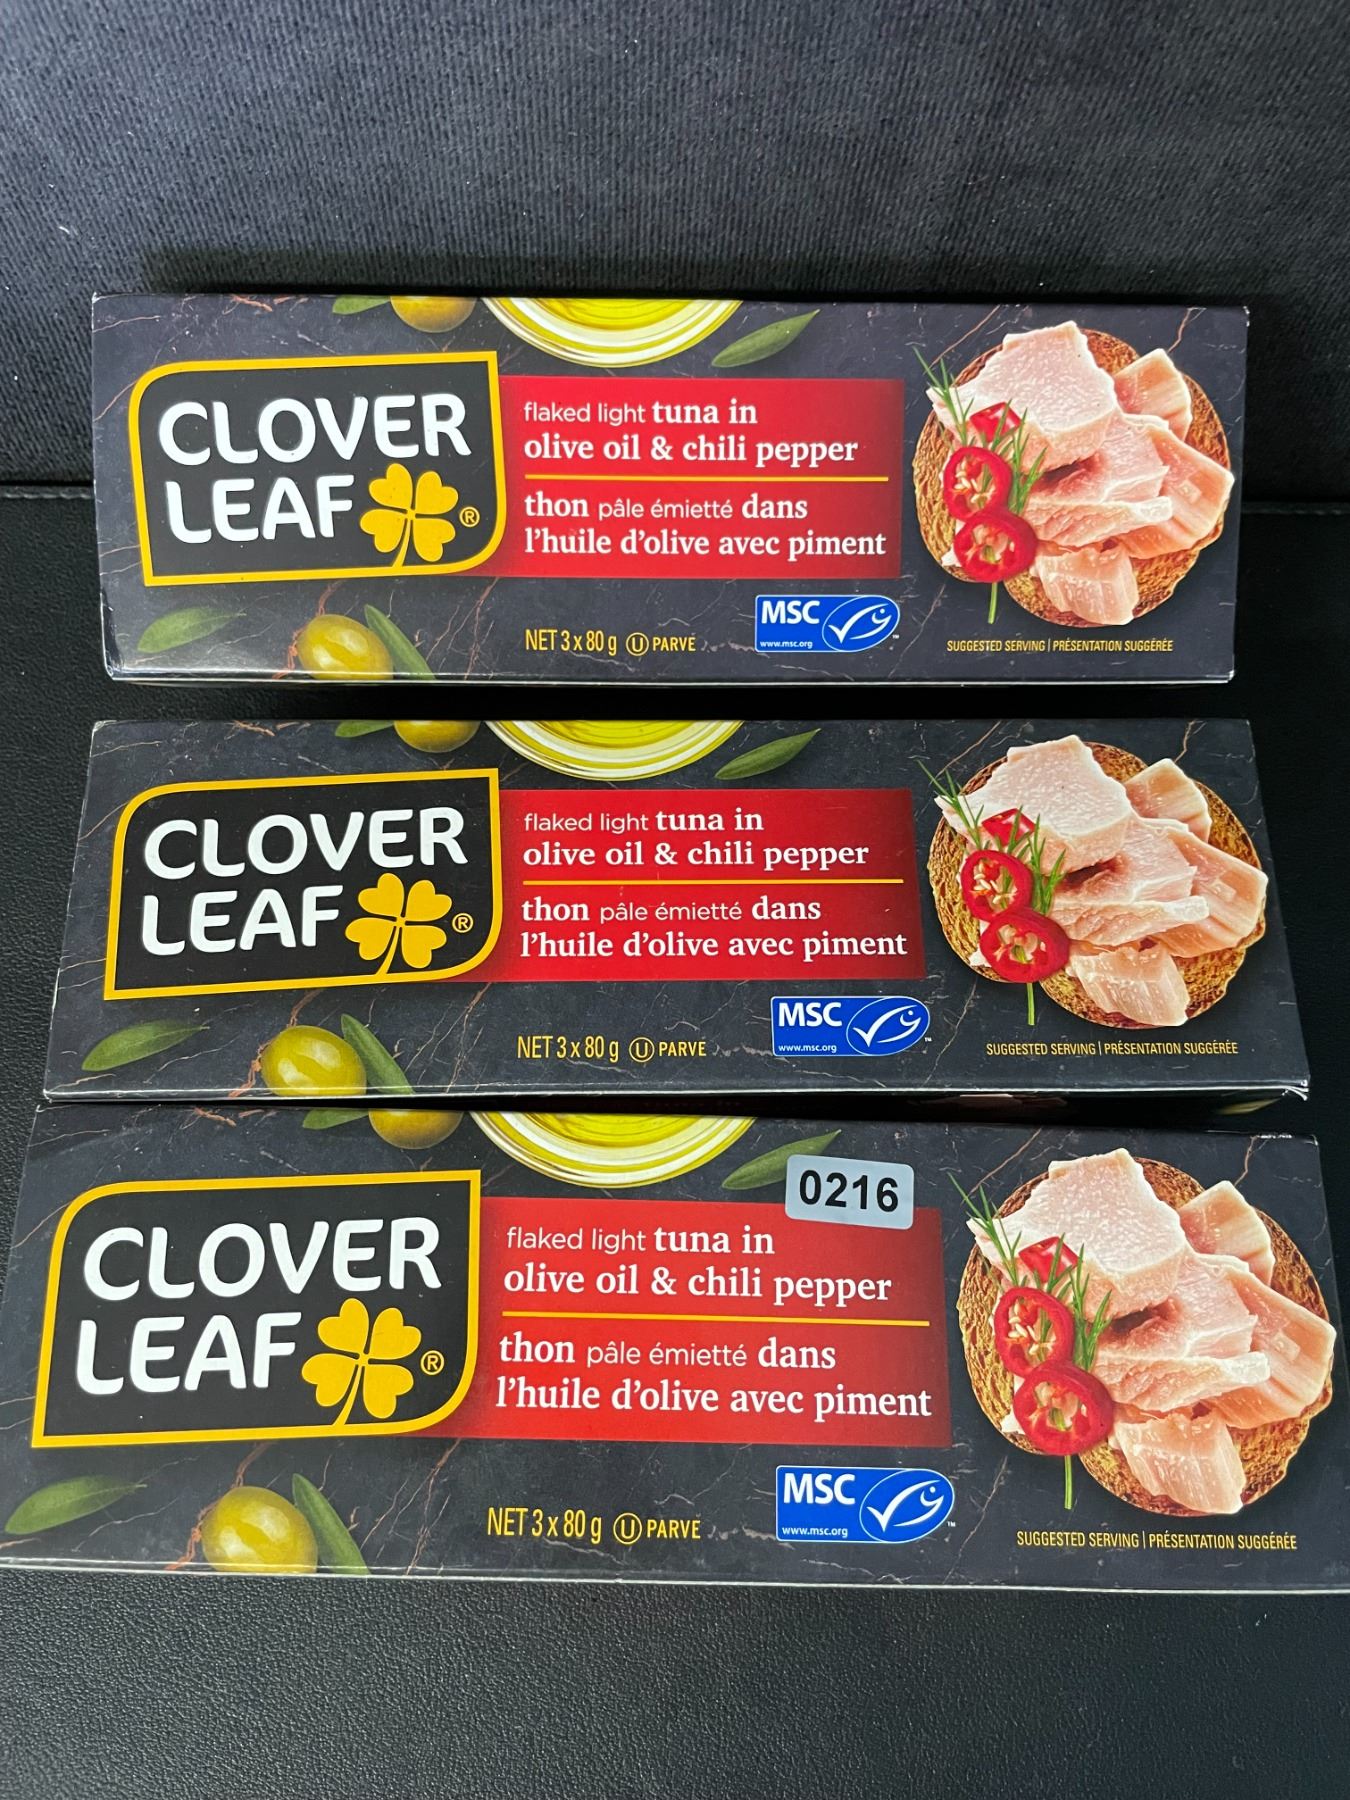 CLOVER
LEAF®
flaked light tuna in
olive oil & chili pepper
thon pâle émietté dans
l'huile d'olive avec piment
NET 3 x 80 g Ⓤ PARVE
MSC
www.msc.org
™
SUGGESTED SERVING | PRÉSENTATION SUGGÉRÉE
CLOVER
LEAF®
flaked light tuna in
olive oil & chili pepper
thon pâle émietté dans
l'huile d'olive avec piment
NET 3 x 80 g Ⓤ PARVE
MSC
www.msc.org
™
SUGGESTED SERVING | PRÉSENTATION SUGGÉRÉE
0216
CLOVER
LEAF®
flaked light tuna in
olive oil & chili pepper
thon pâle émietté dans
l'huile d'olive avec piment
NET 3 x 80 g Ⓤ PARVE
MSC
www.msc.org
™
SUGGESTED SERVING | PRÉSENTATION SUGGÉRÉE